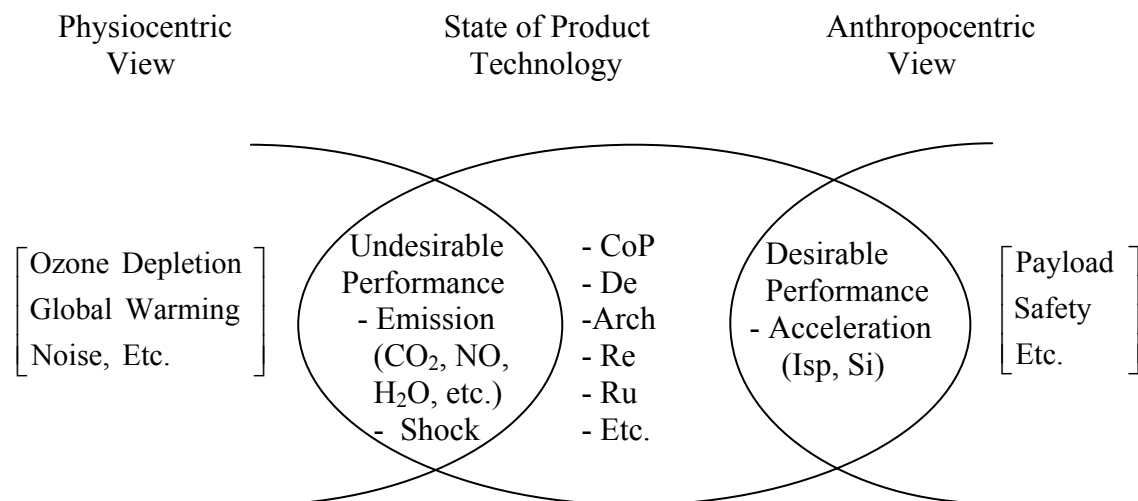 Physiocentric
View
State of Product
Technology
Anthropocentric
View
Ozone Depletion
Global Warming
Noise, Etc.
Undesirable
Performance
- Emission
(CO₂, NO,
H₂O, etc.)
- Shock
- CoP
- De
-Arch
- Re
- Ru
- Etc.
Desirable
Performance
- Acceleration
(Isp, Si)
Payload
Safety
Etc.